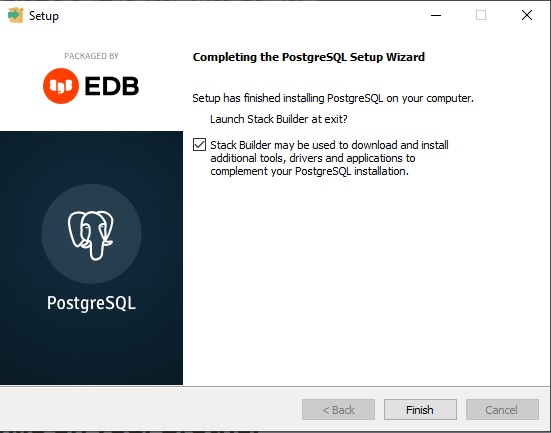 Setup
PACKAGED BY
EDB
Completing the PostgreSQL Setup Wizard
Setup has finished installing PostgreSQL on your computer.
Launch Stack Builder at exit?
Stack Builder may be used to download and install
additional tools, drivers and applications to
complement your PostgreSQL installation.
PostgreSQL
< Back
Finish
Cancel